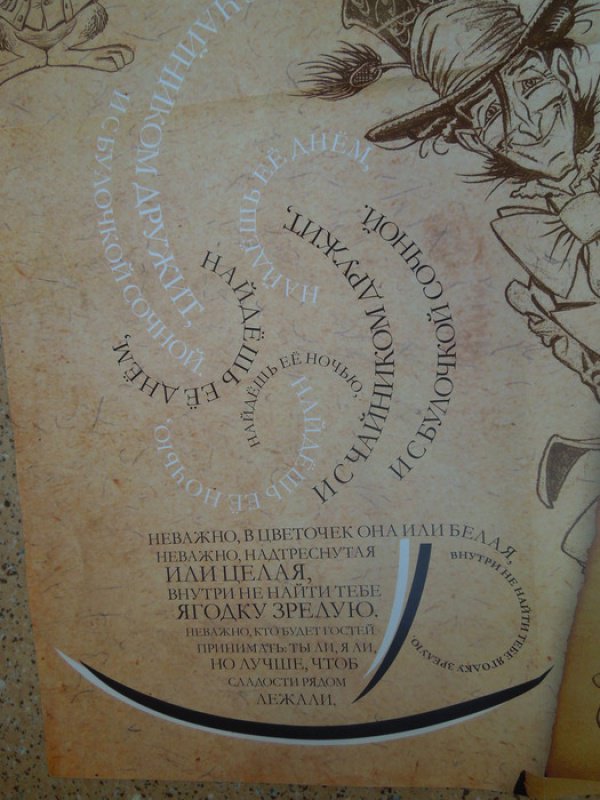 ЧАЙНИКОМ ДРУЖИТ,
И С БУЛОЧКОЙ СОЧНОЙ.
НАЙДЁШЬ ЕЁ ДНЁМ,
НАЙДЁШЬ ЕЁ НОЧЬЮ,
НАЙДЁШЬ ЕЁ ДНЁМ,
НАЙДЁШЬ ЕЁ НОЧЬЮ,
И С ЧАЙНИКОМ ДРУЖИТ,
И С БУЛОЧКОЙ СОЧНОЙ.
НЕВАЖНО, В ЦВЕТОЧЕК ОНА ИЛИ БЕЛАЯ,
НЕВАЖНО, НАДТРЕСНУТАЯ
ИЛИ ЦЕЛАЯ,
ВНУТРИ НЕ НАЙТИ ТЕБЕ
ЯГОДКУ ЗРЕЛУЮ.
НЕВАЖНО, КТО БУДЕТ ГОСТЕЙ
ПРИНИМАТЬ: ТЫ ЛИ, Я ЛИ,
НО ЛУЧШЕ, ЧТОБ
СЛАДОСТИ РЯДОМ
ЛЕЖАЛИ.
ВНУТРИ НЕ НАЙТИ ТЕБЕ ЯГОДКУ ЗРЕЛУЮ.